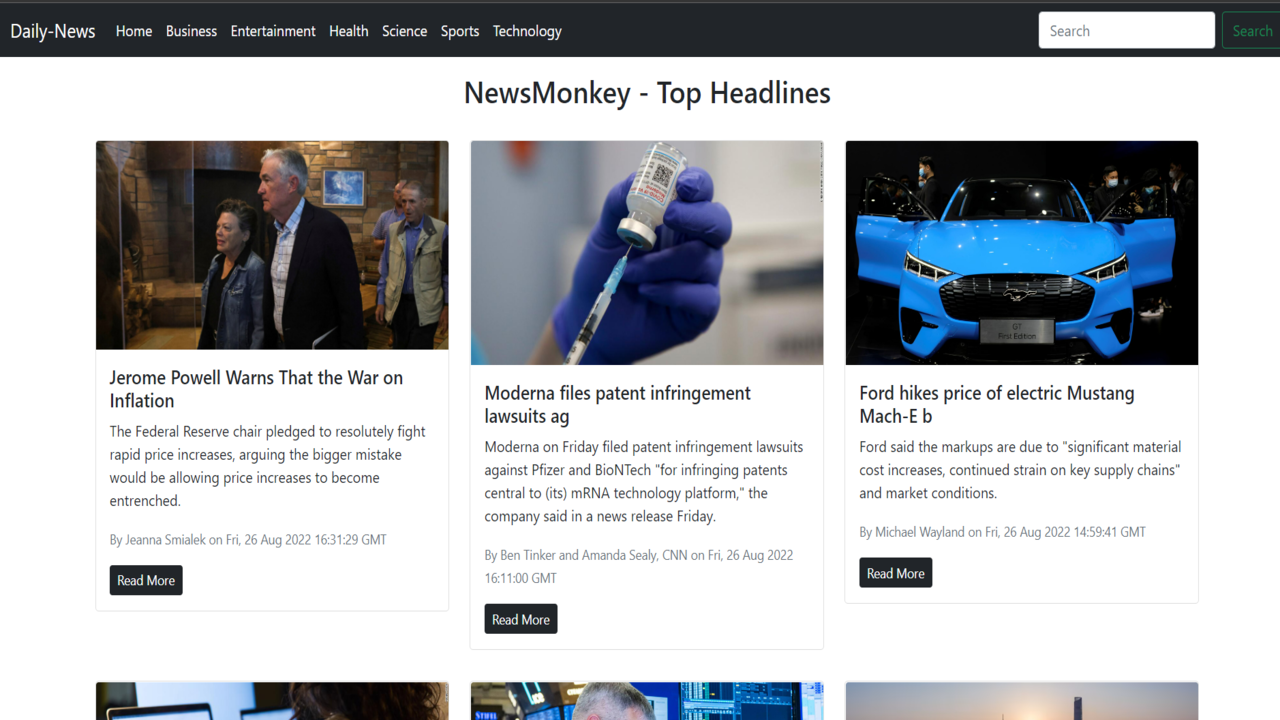 Daily-News Home Business Entertainment Health Science Sports Technology Search Search
NewsMonkey - Top Headlines
Jerome Powell Warns That the War on
Inflation
The Federal Reserve chair pledged to resolutely fight
rapid price increases, arguing the bigger mistake
would be allowing price increases to become
entrenched.
By Jeanna Smialek on Fri, 26 Aug 2022 16:31:29 GMT
Read More
Moderna files patent infringement
lawsuits ag
Moderna on Friday filed patent infringement lawsuits
against Pfizer and BioNTech "for infringing patents
central to (its) mRNA technology platform," the
company said in a news release Friday.
By Ben Tinker and Amanda Sealy, CNN on Fri, 26 Aug 2022
16:11:00 GMT
Read More
GT
First Edition
Ford hikes price of electric Mustang
Mach-E b
Ford said the markups are due to "significant material
cost increases, continued strain on key supply chains"
and market conditions.
By Michael Wayland on Fri, 26 Aug 2022 14:59:41 GMT
Read More